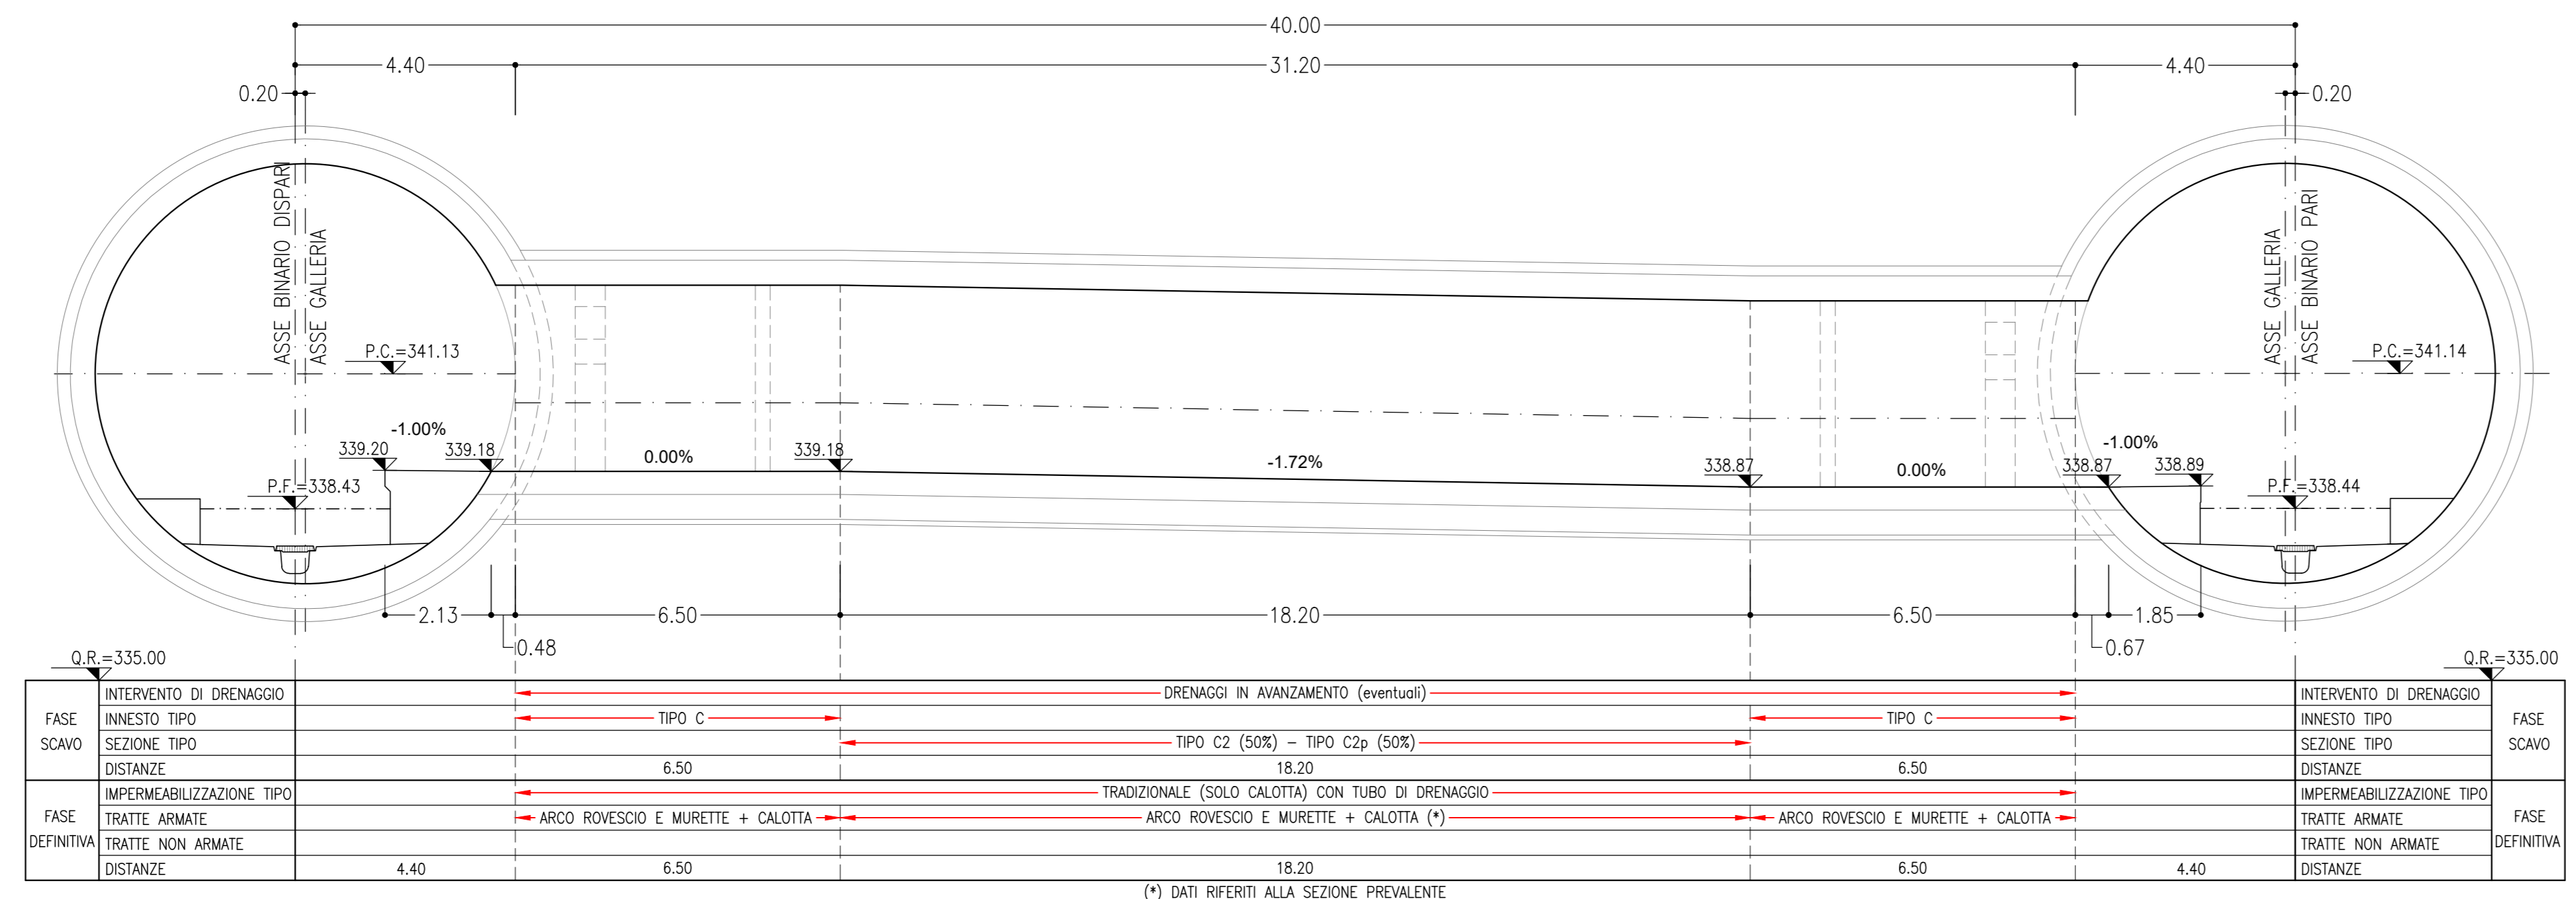 40.00
4.40 31.20 4.40
0.20 0.20
ASSE BINARIO DISPARI
ASSE GALLERIA
ASSE GALLERIA
ASSE BINARIO PARI
P.C.=341.13 P.C.=341.14
-1.00% -1.00%
339.20 339.18 0.00% 339.18 -1.72% 338.87 0.00% 338.87 338.89
P.F.=338.43 P.F.=338.44
2.13 6.50 18.20 6.50 1.85
0.48 0.67
Q.R.=335.00 Q.R.=335.00
INTERVENTO DI DRENAGGIO DRENAGGI IN AVANZAMENTO (eventuali) INTERVENTO DI DRENAGGIO
FASE SCAVO
INNESTO TIPO TIPO C TIPO C INNESTO TIPO
FASE SCAVO
SEZIONE TIPO TIPO C2 (50%) – TIPO C2p (50%) SEZIONE TIPO
DISTANZE 6.50 18.20 6.50 DISTANZE
IMPERMEABILIZZAZIONE TIPO TRADIZIONALE (SOLO CALOTTA) CON TUBO DI DRENAGGIO IMPERMEABILIZZAZIONE TIPO
FASE DEFINITIVA
TRATTE ARMATE ARCO ROVESCIO E MURETTE + CALOTTA ARCO ROVESCIO E MURETTE + CALOTTA (*) ARCO ROVESCIO E MURETTE + CALOTTA TRATTE ARMATE
FASE DEFINITIVA
TRATTE NON ARMATE TRATTE NON ARMATE
DISTANZE 4.40 6.50 18.20 6.50 4.40 DISTANZE
(*) DATI RIFERITI ALLA SEZIONE PREVALENTE